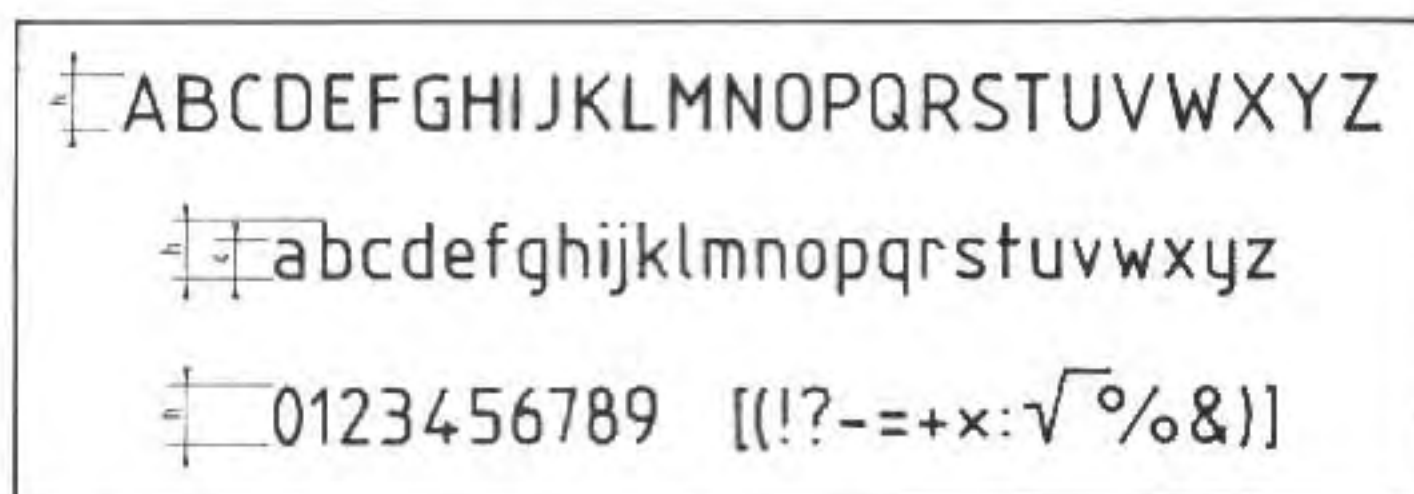 h ABCDEFGHIJKLMNOPQRSTUVWXYZ
h c abcdefghijklmnopqrstuvwxyz
h 0123456789 [(!?-=+×:√ %&)]